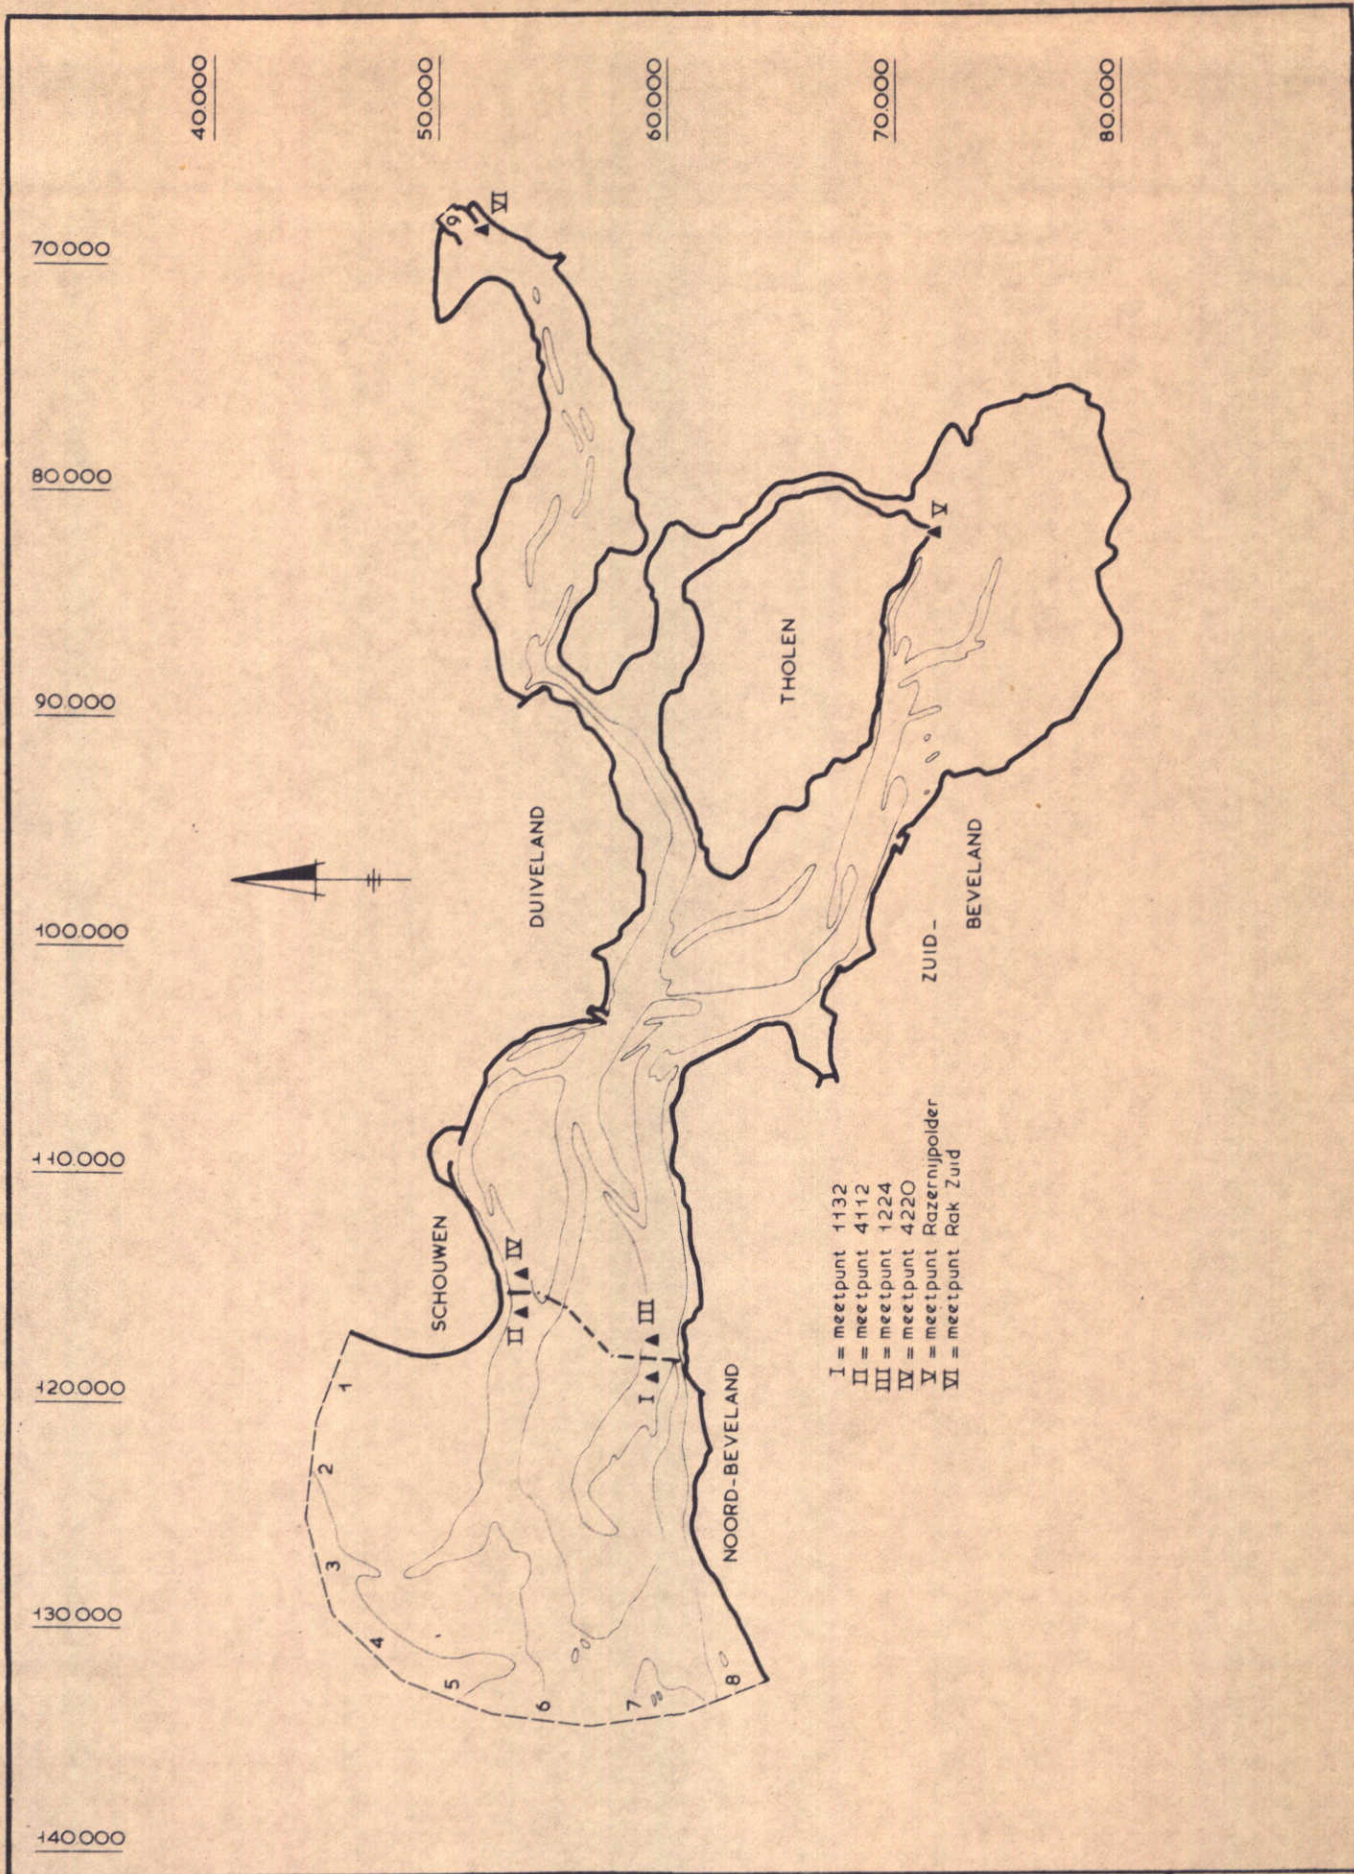 40.000
50.000
60.000
70.000
80.000
70 000
80 000
90.000
100.000
110.000
120 000
130 000
140 000
SCHOUWEN
DUIVELAND
THOLEN
NOORD-BEVELAND
ZUID-
BEVELAND
1
2
3
4
5
6
7
8
9
I
II
III
IV
V
VI
I = meetpunt 1132
II = meetpunt 4112
III = meetpunt 1224
IV = meetpunt 4220
V = meetpunt Razernijpolder
VI = meetpunt Rak Zuid